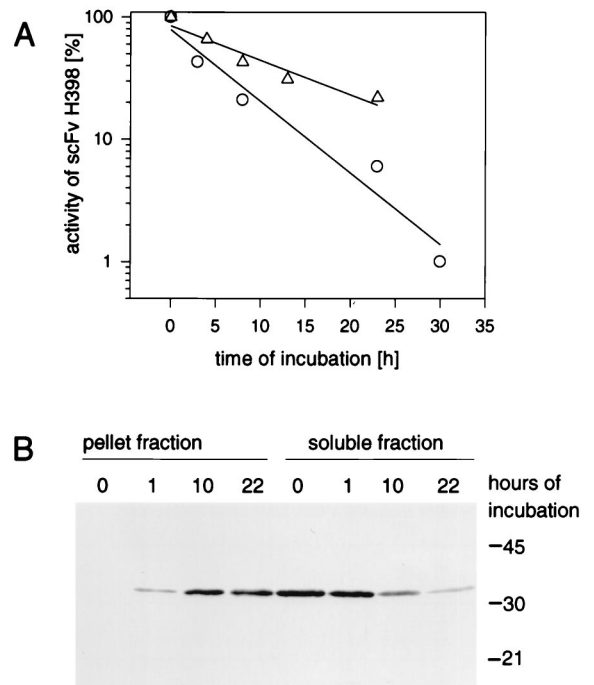 A
activity of scFv H398 [%]
100
10
1
0 5 10 15 20 25 30 35
time of incubation [h]
B
pellet fraction soluble fraction
0 1 10 22 0 1 10 22 hours of
incubation
–45
–30
–21